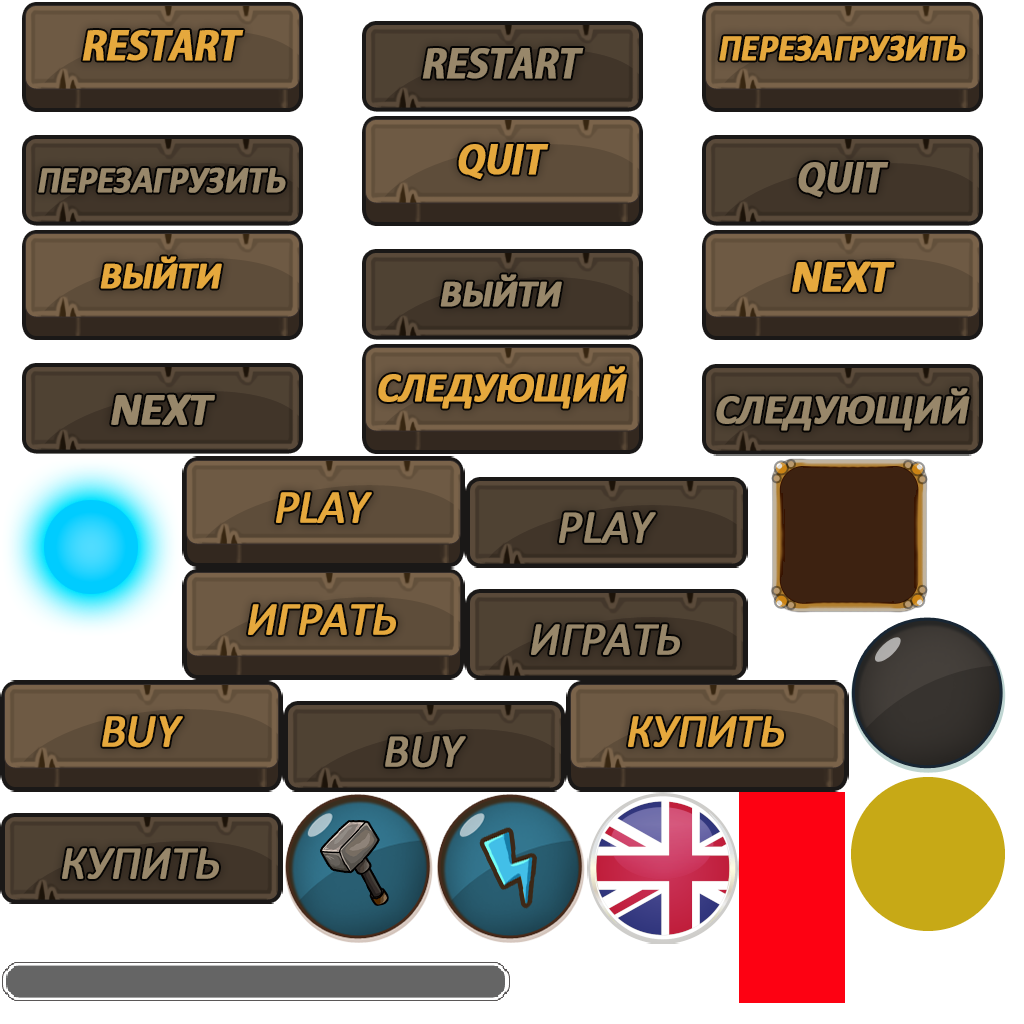 RESTART
RESTART
ПЕРЕЗАГРУЗИТЬ
ПЕРЕЗАГРУЗИТЬ
QUIT
QUIT
ВЫЙТИ
ВЫЙТИ
NEXT
NEXT
СЛЕДУЮЩИЙ
СЛЕДУЮЩИЙ
PLAY
PLAY
ИГРАТЬ
ИГРАТЬ
BUY
BUY
КУПИТЬ
КУПИТЬ